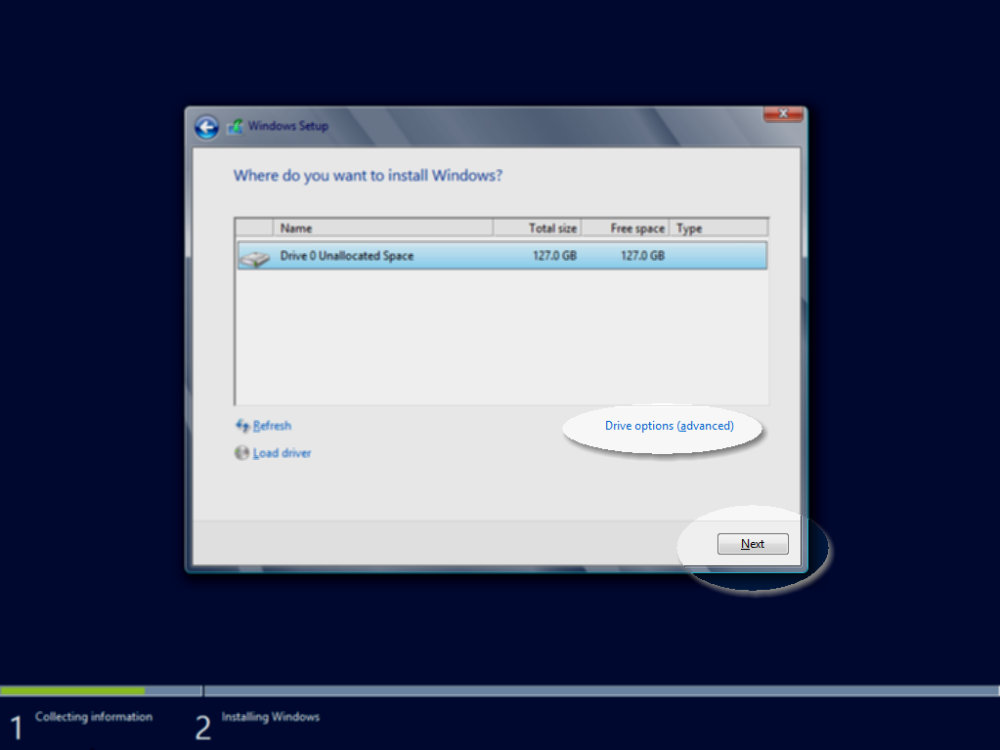 Windows Setup
Where do you want to install Windows?
Name Total size Free space Type
Drive 0 Unallocated Space 127.0 GB 127.0 GB
Refresh Drive options (advanced)
Load driver
Next
1 Collecting information 2 Installing Windows